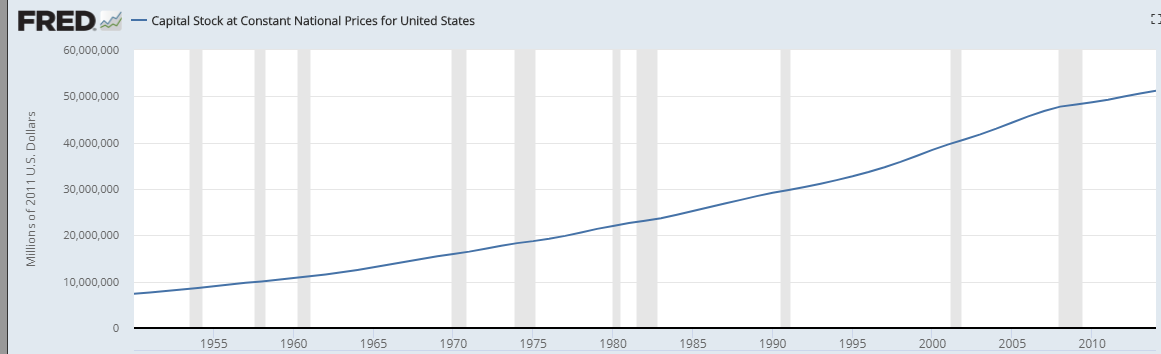 FRED
Capital Stock at Constant National Prices for United States
Millions of 2011 U.S. Dollars
60,000,000
50,000,000
40,000,000
30,000,000
20,000,000
10,000,000
0
1955 1960 1965 1970 1975 1980 1985 1990 1995 2000 2005 2010